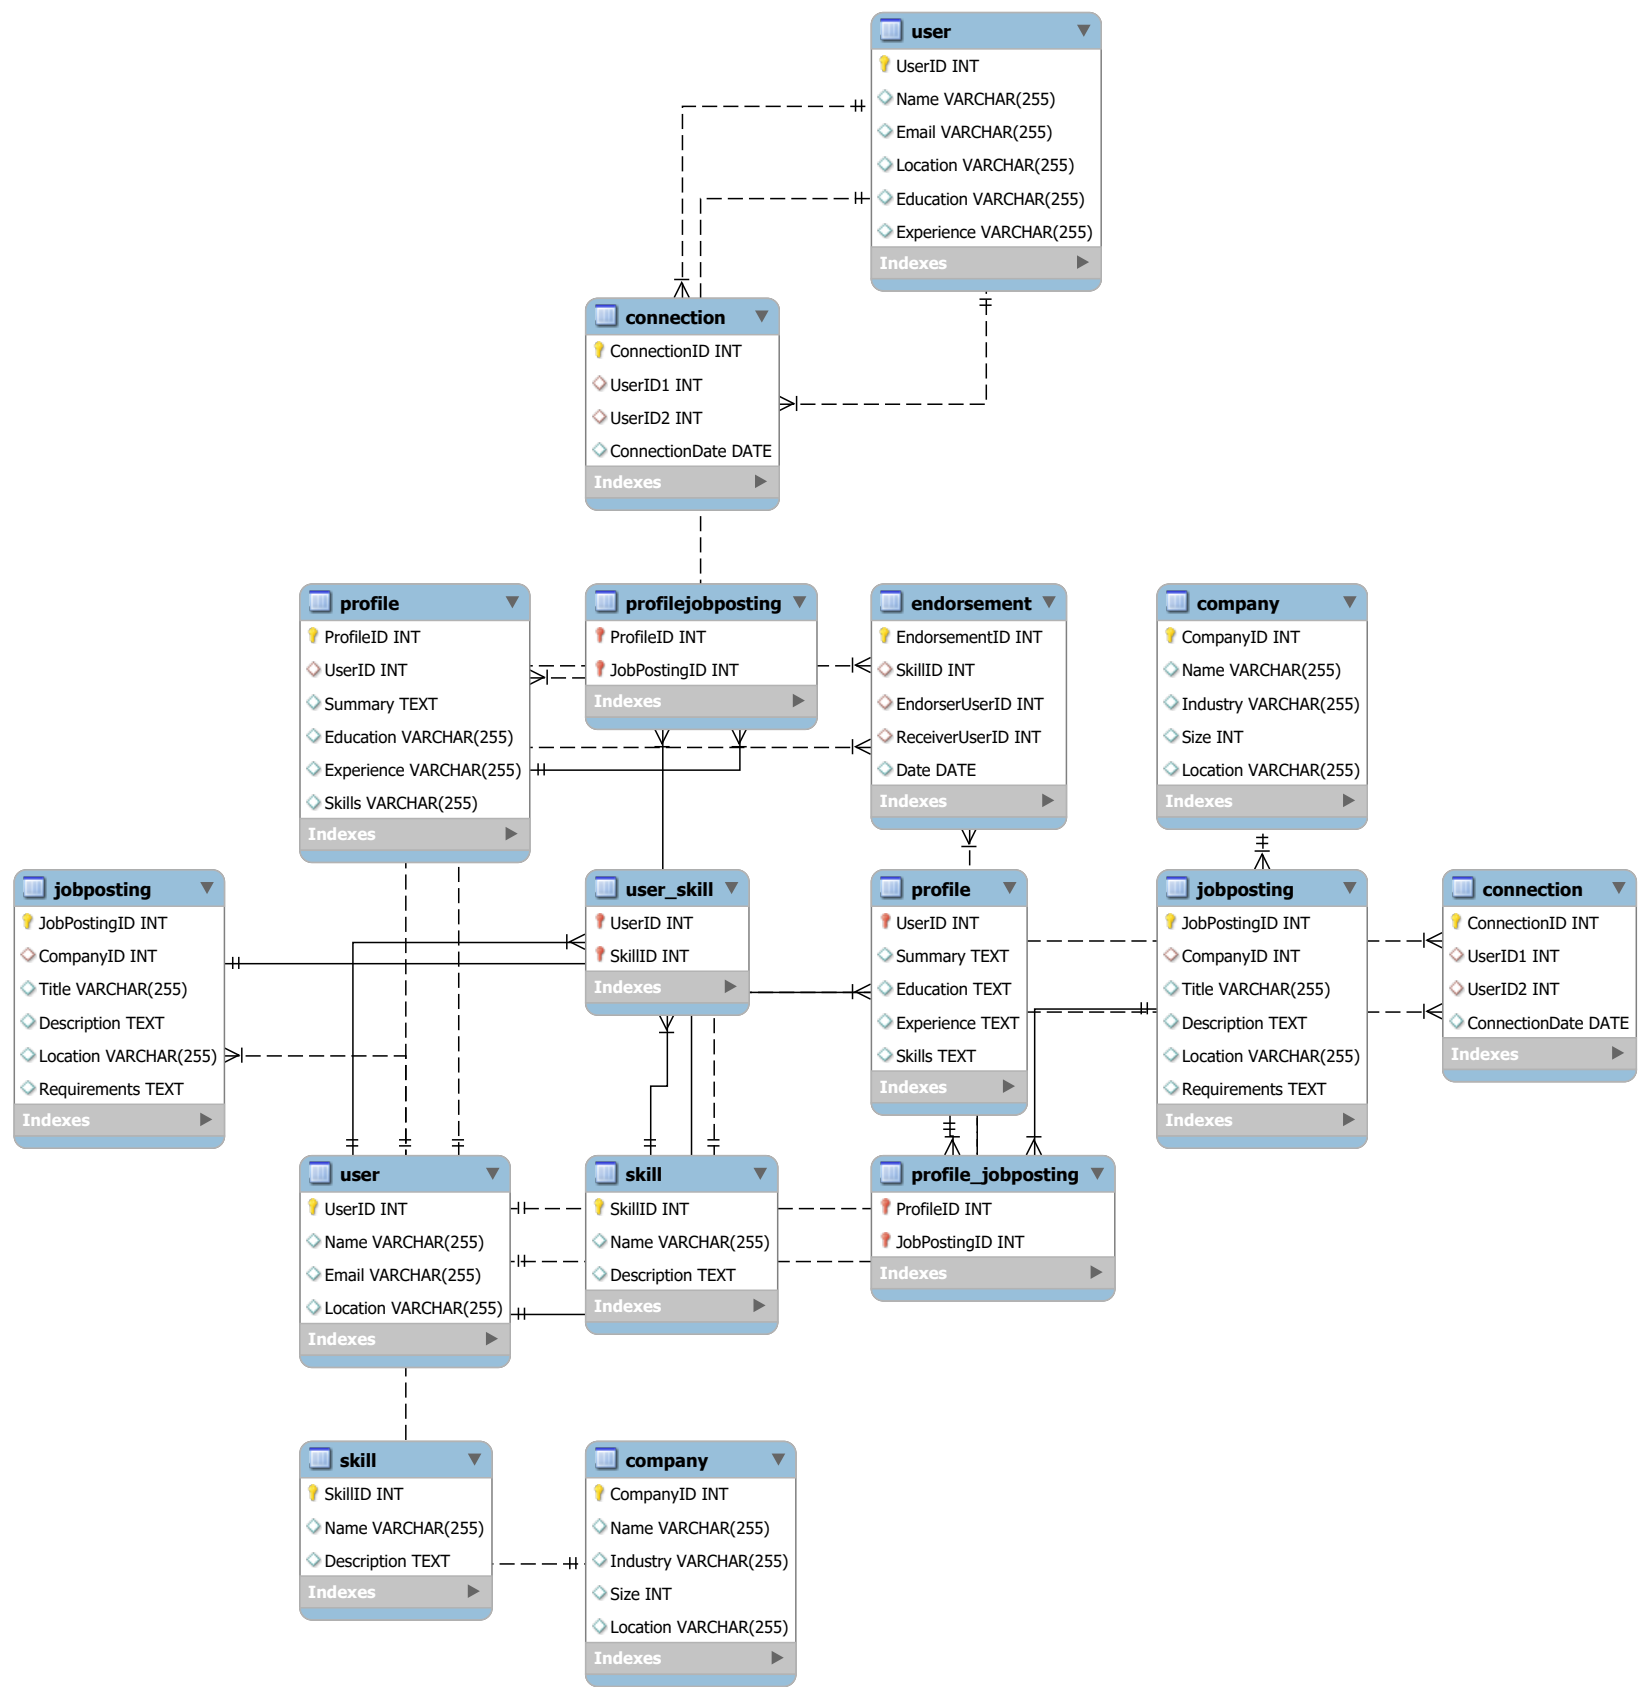 user
UserID INT
Name VARCHAR(255)
Email VARCHAR(255)
Location VARCHAR(255)
Education VARCHAR(255)
Experience VARCHAR(255)
Indexes
connection
ConnectionID INT
UserID1 INT
UserID2 INT
ConnectionDate DATE
Indexes
profile
ProfileID INT
UserID INT
Summary TEXT
Education VARCHAR(255)
Experience VARCHAR(255)
Skills VARCHAR(255)
Indexes
profilejobposting
ProfileID INT
JobPostingID INT
Indexes
endorsement
EndorsementID INT
SkillID INT
EndorserUserID INT
ReceiverUserID INT
Date DATE
Indexes
company
CompanyID INT
Name VARCHAR(255)
Industry VARCHAR(255)
Size INT
Location VARCHAR(255)
Indexes
jobposting
JobPostingID INT
CompanyID INT
Title VARCHAR(255)
Description TEXT
Location VARCHAR(255)
Requirements TEXT
Indexes
user_skill
UserID INT
SkillID INT
Indexes
profile
UserID INT
Summary TEXT
Education TEXT
Experience TEXT
Skills TEXT
Indexes
jobposting
JobPostingID INT
CompanyID INT
Title VARCHAR(255)
Description TEXT
Location VARCHAR(255)
Requirements TEXT
Indexes
connection
ConnectionID INT
UserID1 INT
UserID2 INT
ConnectionDate DATE
Indexes
user
UserID INT
Name VARCHAR(255)
Email VARCHAR(255)
Location VARCHAR(255)
Indexes
skill
SkillID INT
Name VARCHAR(255)
Description TEXT
Indexes
profile_jobposting
ProfileID INT
JobPostingID INT
Indexes
skill
SkillID INT
Name VARCHAR(255)
Description TEXT
Indexes
company
CompanyID INT
Name VARCHAR(255)
Industry VARCHAR(255)
Size INT
Location VARCHAR(255)
Indexes